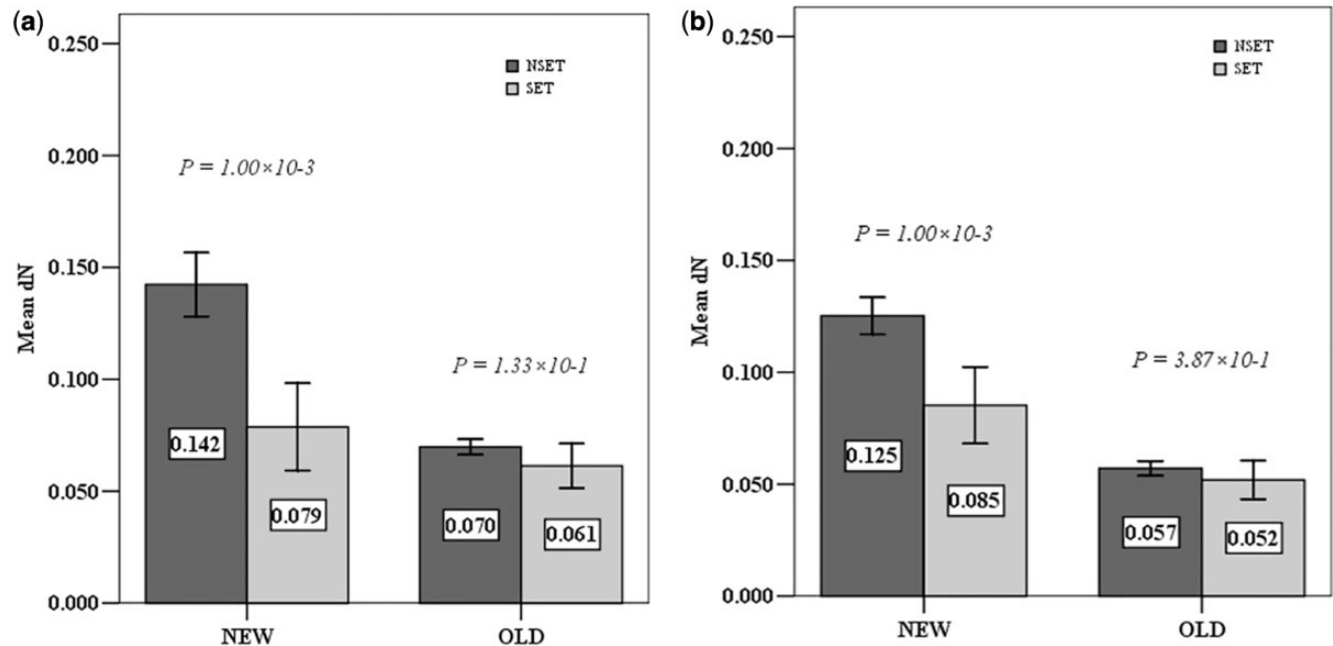 (a)
0.250
NSET
SET
0.200
P = 1.00×10-3
0.150
Mean dN
P = 1.33×10-1
0.100
0.142
0.050
0.079
0.070
0.061
0.000
NEW
OLD
(b)
0.250
NSET
SET
0.200
P = 1.00×10-3
0.150
Mean dN
P = 3.87×10-1
0.100
0.125
0.050
0.085
0.057
0.052
0.000
NEW
OLD